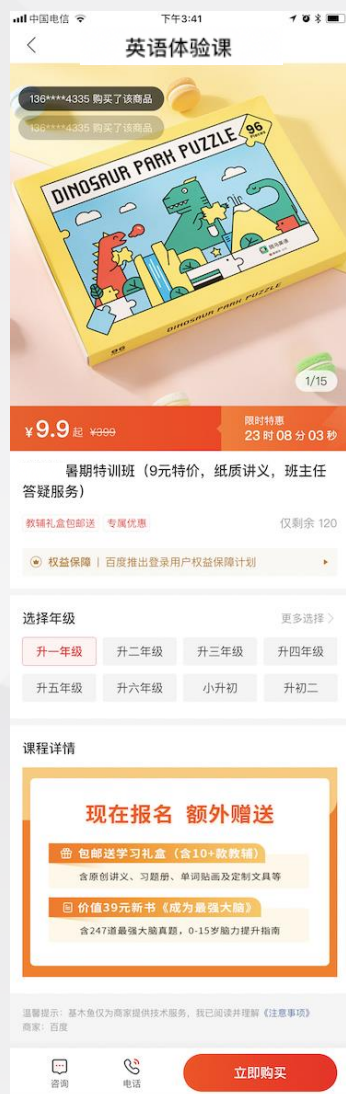 中国电信 下午3:41
英语体验课
136****4335 购买了该商品
136****4335 购买了该商品
DINOSAUR PARK PUZZLE
96
斑马英语
DINOSAUR PARK PUZZLE
96
1/15
¥9.9起 ¥399
限时特惠
23 时 08 分 03 秒
暑期特训班（9元特价，纸质讲义，班主任
答疑服务）
教辅礼盒包邮送 专属优惠 仅剩余 120
权益保障 | 百度推出登录用户权益保障计划
选择年级 更多选择
升一年级 升二年级 升三年级 升四年级
升五年级 升六年级 小升初 升初二
课程详情
现在报名 额外赠送
包邮送学习礼盒（含10+款教辅）
含原创讲义、习题册、单词贴画及定制文具等
价值39元新书《成为最强大脑》
含247道最强大脑真题，0-15岁脑力提升指南
温馨提示：基木鱼仅为商家提供技术服务，我已阅读并理解《注意事项》
商家：百度
咨询 电话 立即购买